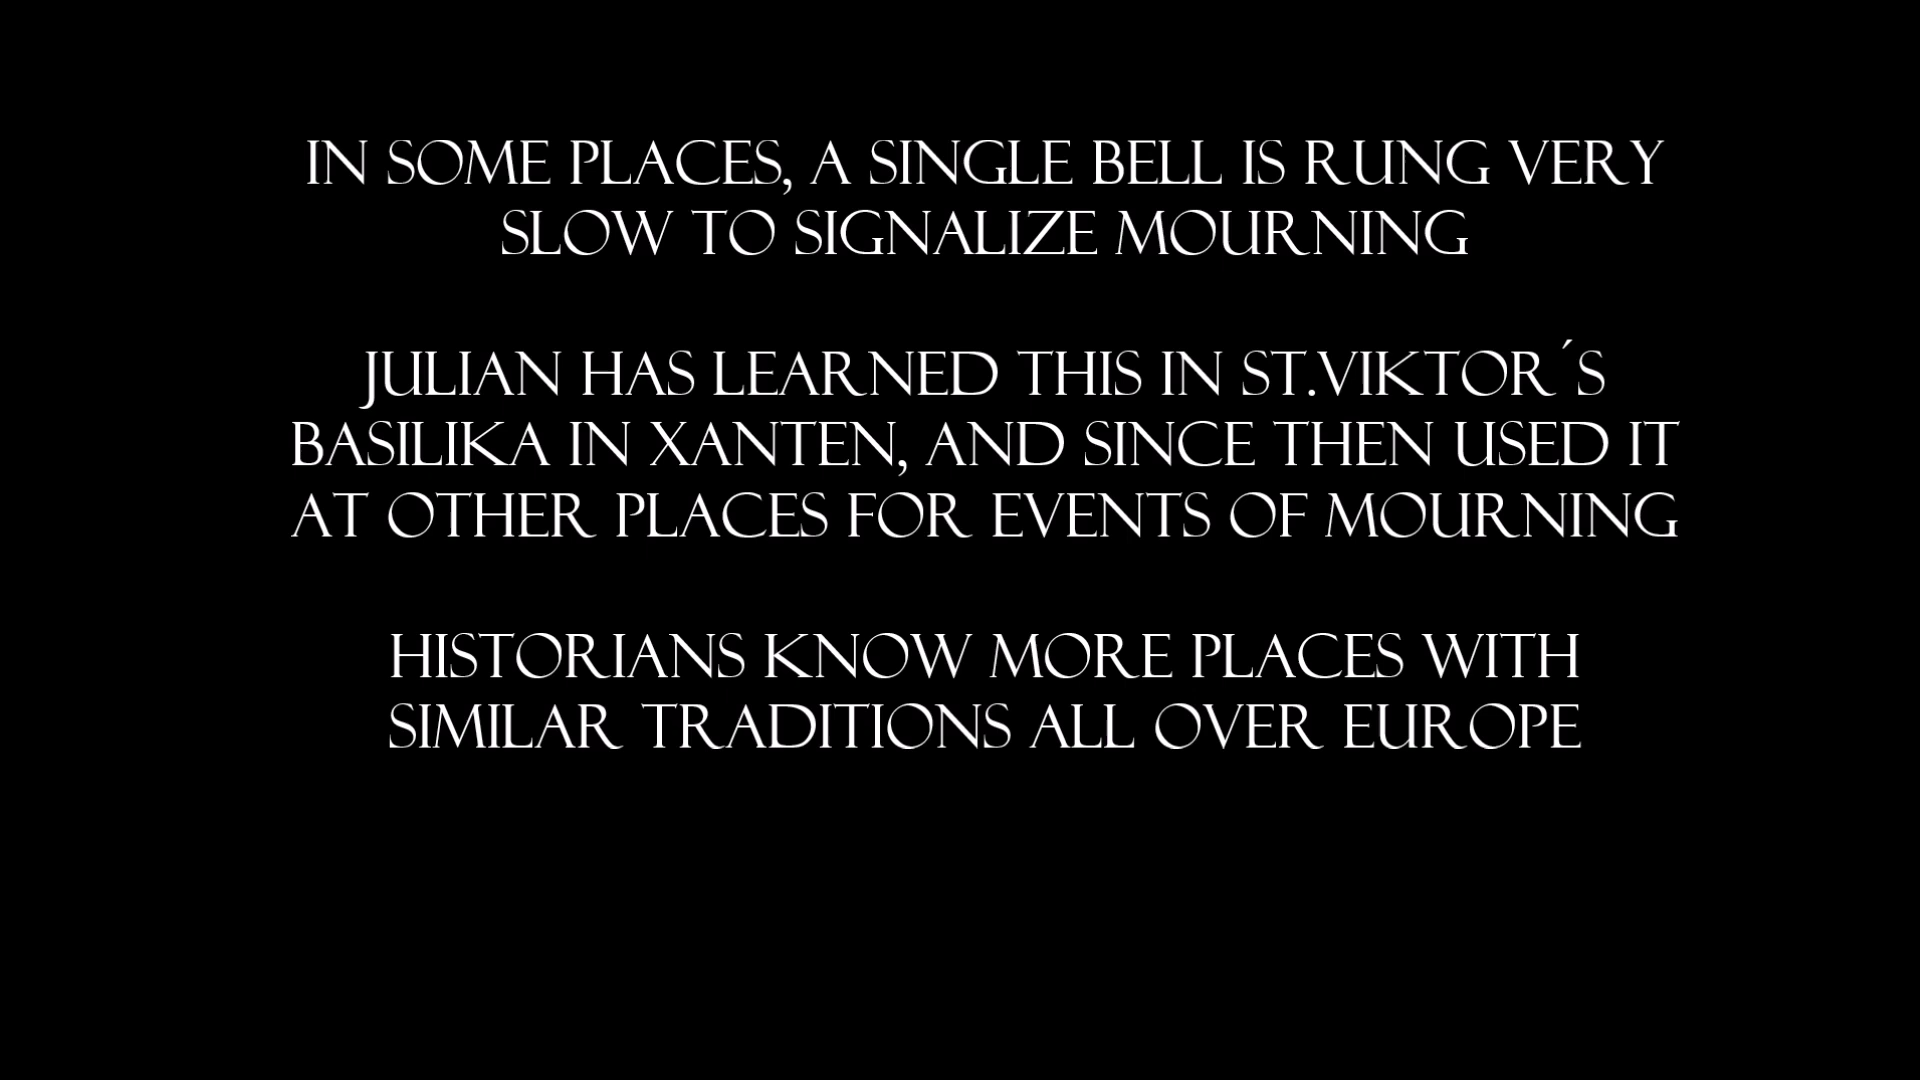 IN SOME PLACES, A SINGLE BELL IS RUNG VERY
SLOW TO SIGNALIZE MOURNING
JULIAN HAS LEARNED THIS IN ST.VIKTOR´S
BASILIKA IN XANTEN, AND SINCE THEN USED IT
AT OTHER PLACES FOR EVENTS OF MOURNING
HISTORIANS KNOW MORE PLACES WITH
SIMILAR TRADITIONS ALL OVER EUROPE